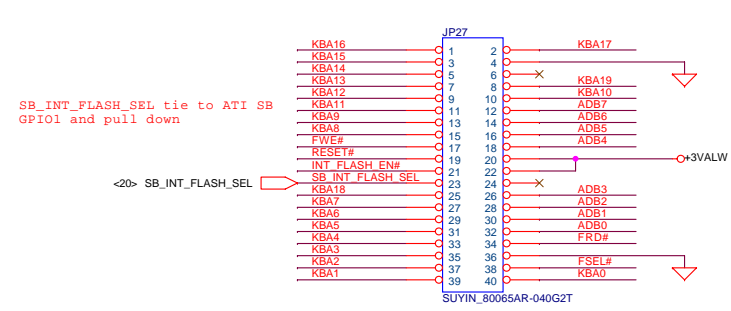 JP27
KBA16 1 2 KBA17
KBA15 3 4
KBA14 5 6
KBA13 7 8 KBA19
KBA12 9 10 KBA10
KBA11 11 12 ADB7
KBA9 13 14 ADB6
KBA8 15 16 ADB5
FWE# 17 18 ADB4
RESET# 19 20 +3VALW
INT_FLASH_EN# 21 22
<20> SB_INT_FLASH_SEL SB_INT_FLASH_SEL 23 24
KBA18 25 26 ADB3
KBA7 27 28 ADB2
KBA6 29 30 ADB1
KBA5 31 32 ADB0
KBA4 33 34 FRD#
KBA3 35 36
KBA2 37 38 FSEL#
KBA1 39 40 KBA0
SUYIN_80065AR-040G2T
SB_INT_FLASH_SEL tie to ATI SB
GPIO1 and pull down